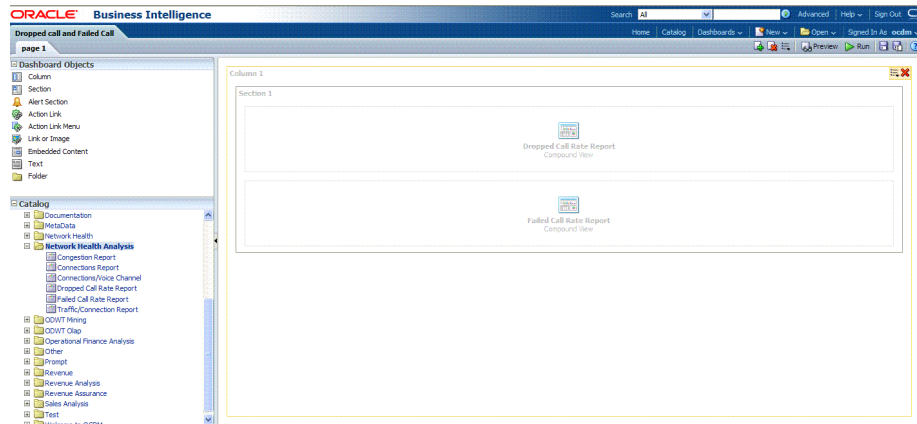 ORACLE Business Intelligence
Search All Advanced Help Sign Out
Dropped call and Failed Call
Home Catalog Dashboards New Open Signed In As ocdm
page 1
Preview Run
Dashboard Objects
Column
Section
Alert Section
Action Link
Action Link Menu
Link or Image
Embedded Content
Text
Folder
Catalog
Documentation
MetaData
Network Health
Network Health Analysis
Congestion Report
Connections Report
Connections/Voice Channel
Dropped Call Rate Report
Failed Call Rate Report
Traffic/Connection Report
ODWT Mining
ODWT Olap
Operational Finance Analysis
Other
Prompt
Revenue
Revenue Analysis
Revenue Assurance
Sales Analysis
Test
Welcome to OCDM
Column 1
Section 1
Dropped Call Rate Report
Compound View
Failed Call Rate Report
Compound View